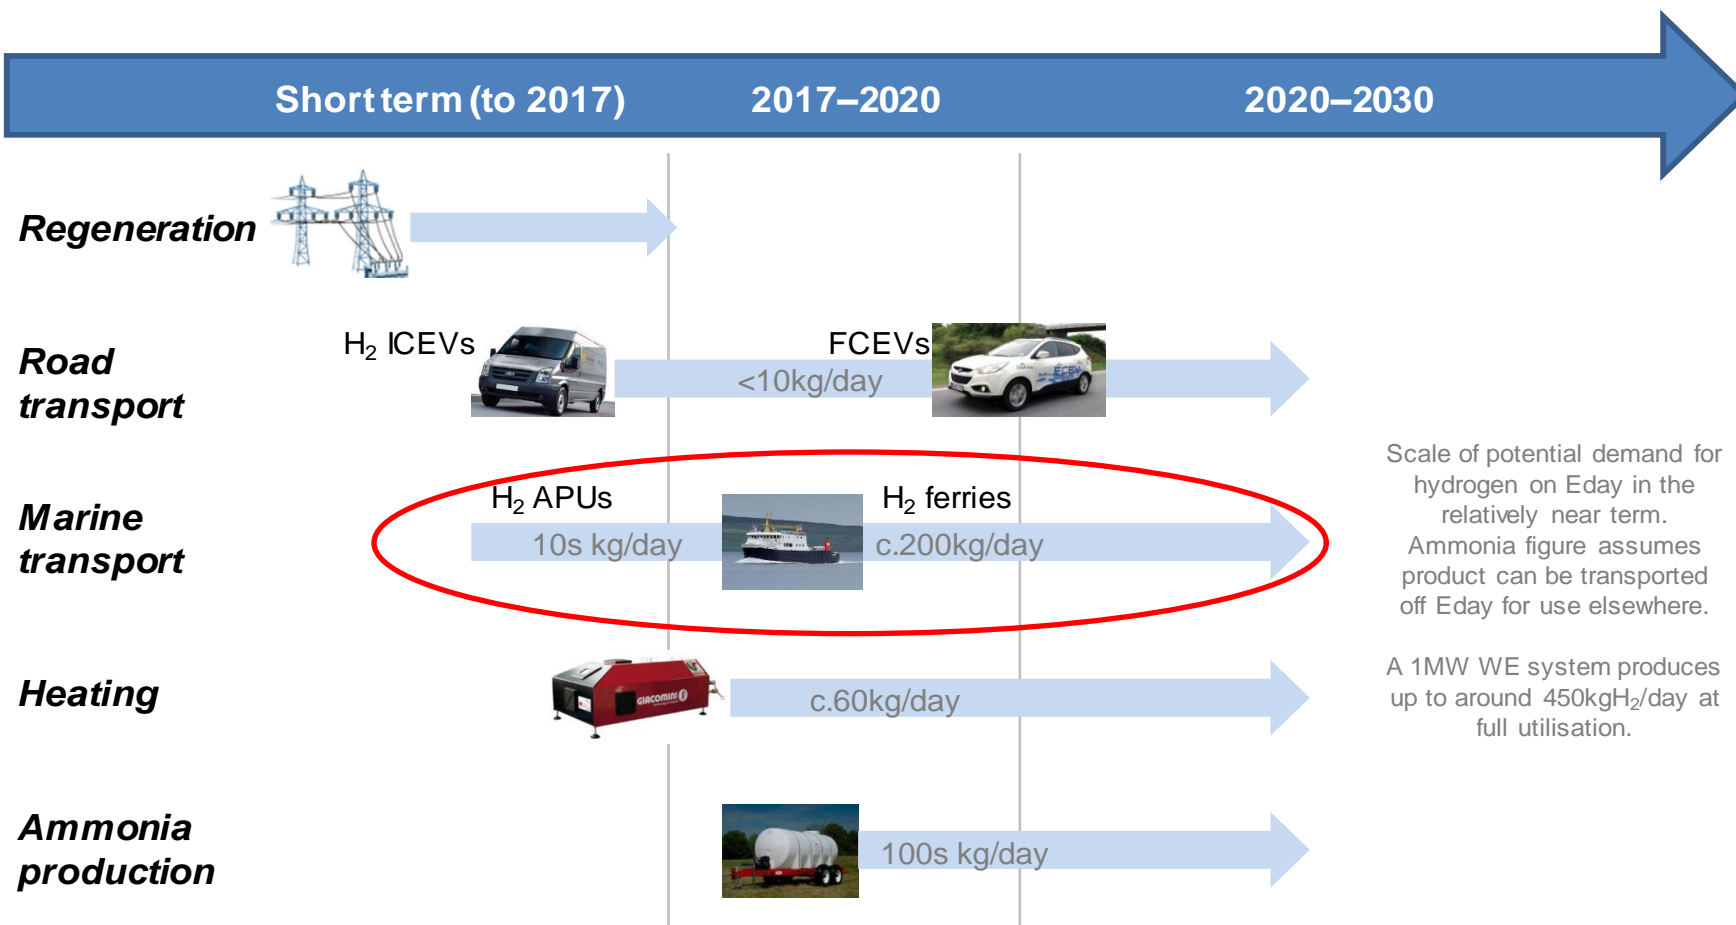 Short term (to 2017)
2017–2020
2020–2030
Regeneration
Road
transport
H₂ ICEVs
<10kg/day
FCEVs
Marine
transport
H₂ APUs
10s kg/day
H₂ ferries
c.200kg/day
Heating
GIACOMINI
c.60kg/day
Ammonia
production
100s kg/day
Scale of potential demand for
hydrogen on Eday in the
relatively near term.
Ammonia figure assumes
product can be transported
off Eday for use elsewhere.
A 1MW WE system produces
up to around 450kgH₂/day at
full utilisation.